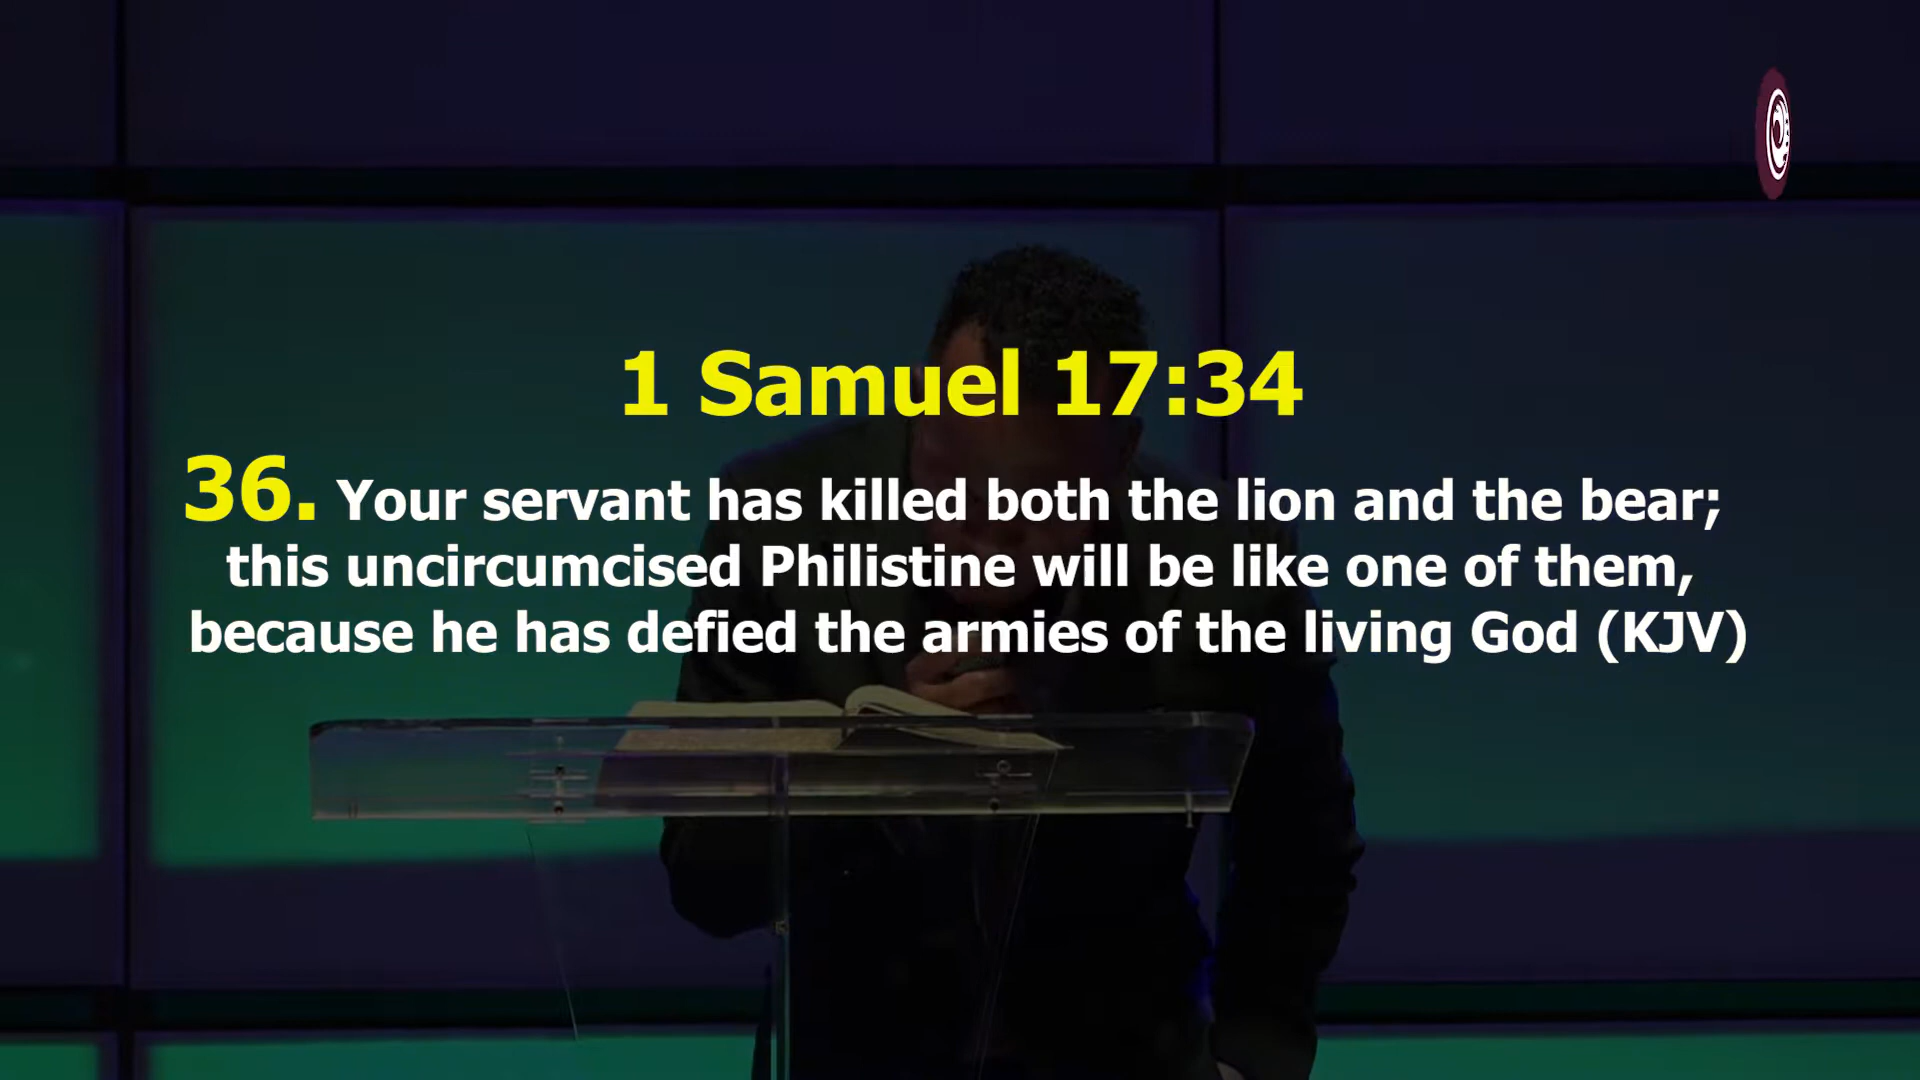 1 Samuel 17:34
36. Your servant has killed both the lion and the bear;
this uncircumcised Philistine will be like one of them,
because he has defied the armies of the living God (KJV)